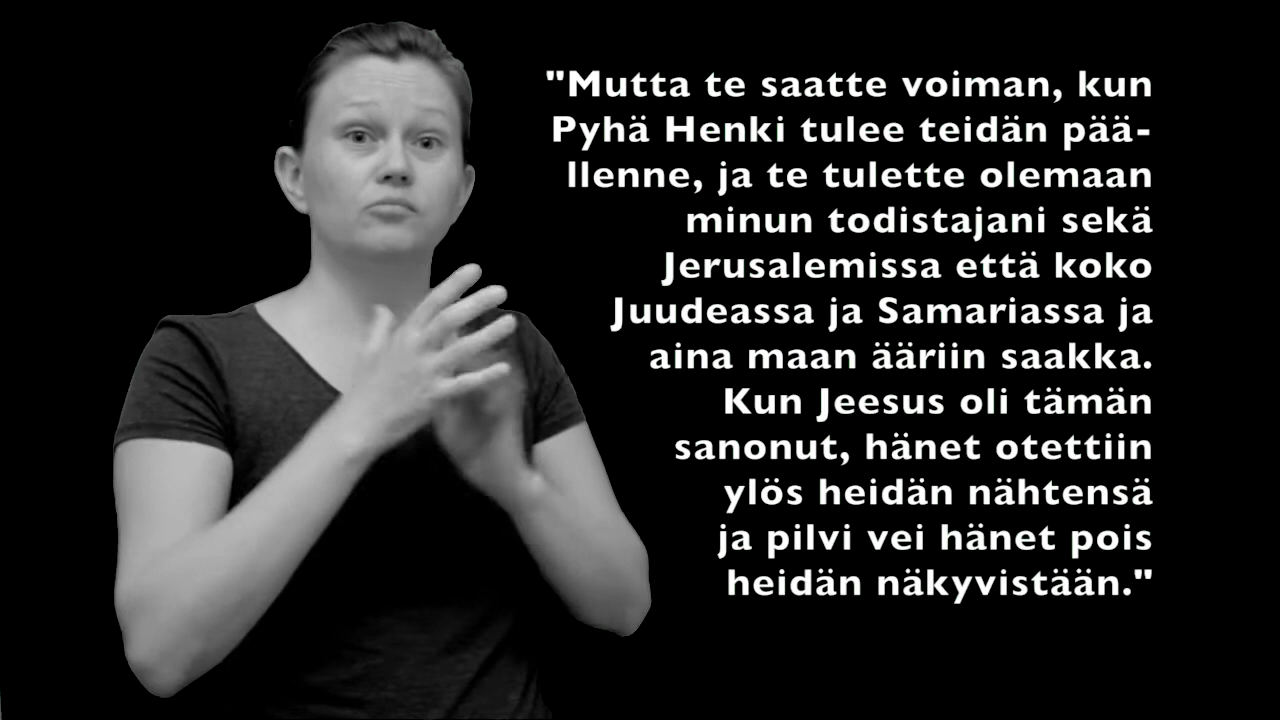 "Mutta te saatte voiman, kun
Pyhä Henki tulee teidän pää-
llenne, ja te tulette olemaan
minun todistajani sekä
Jerusalemissa että koko
Juudeassa ja Samariassa ja
aina maan ääriin saakka.
Kun Jeesus oli tämän
sanonut, hänet otettiin
ylös heidän nähtensä
ja pilvi vei hänet pois
heidän näkyvistään."